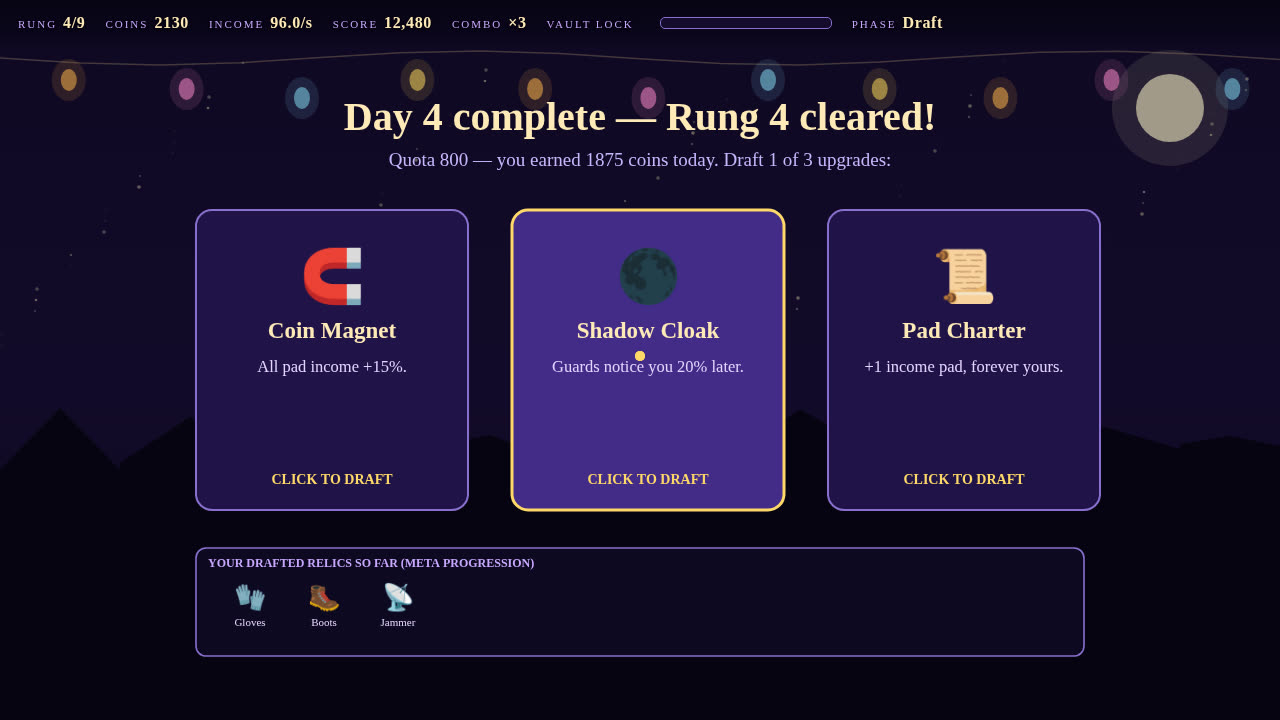 RUNG 4/9 COINS 2130 INCOME 96.0/s SCORE 12,480 COMBO ×3 VAULT LOCK PHASE Draft
Day 4 complete — Rung 4 cleared!
Quota 800 — you earned 1875 coins today. Draft 1 of 3 upgrades:
Coin Magnet
All pad income +15%.
CLICK TO DRAFT
Shadow Cloak
Guards notice you 20% later.
CLICK TO DRAFT
Pad Charter
+1 income pad, forever yours.
CLICK TO DRAFT
YOUR DRAFTED RELICS SO FAR (META PROGRESSION)
Gloves Boots Jammer